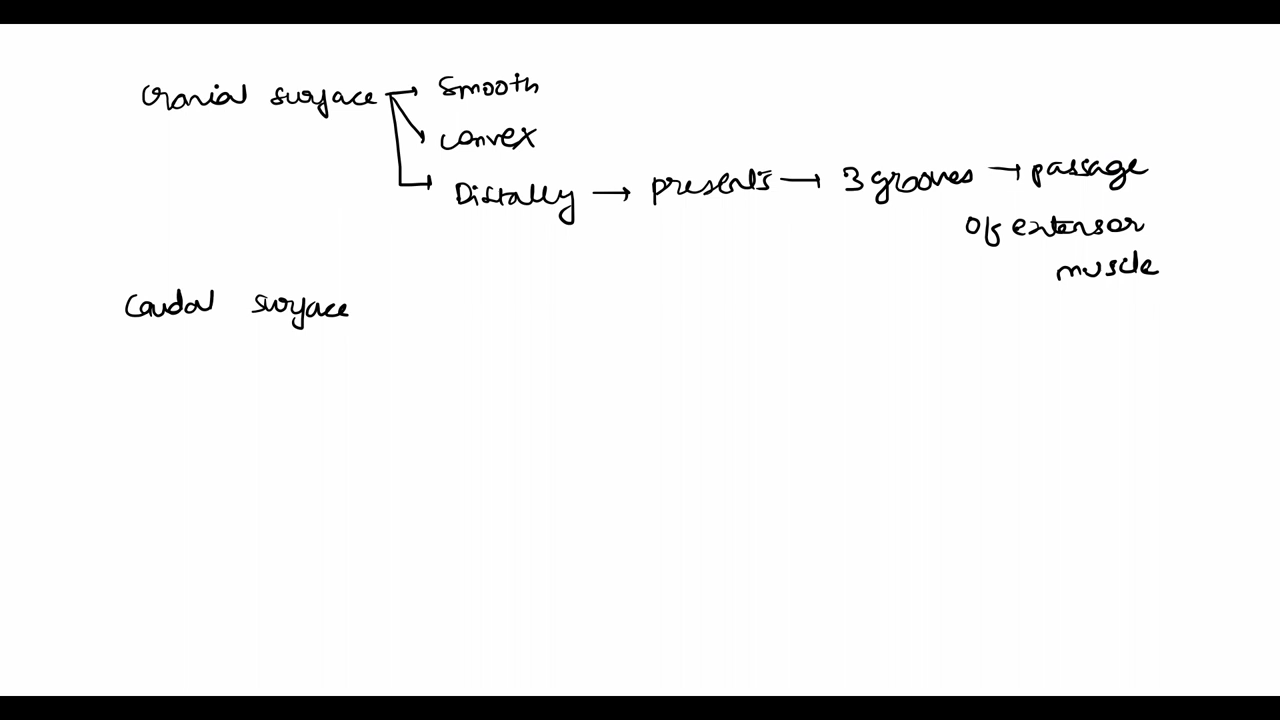 Cranial surface → Smooth
→ Convex
→ Distally → presents → 3 grooves → passage
of extensor
muscle
Caudal surface